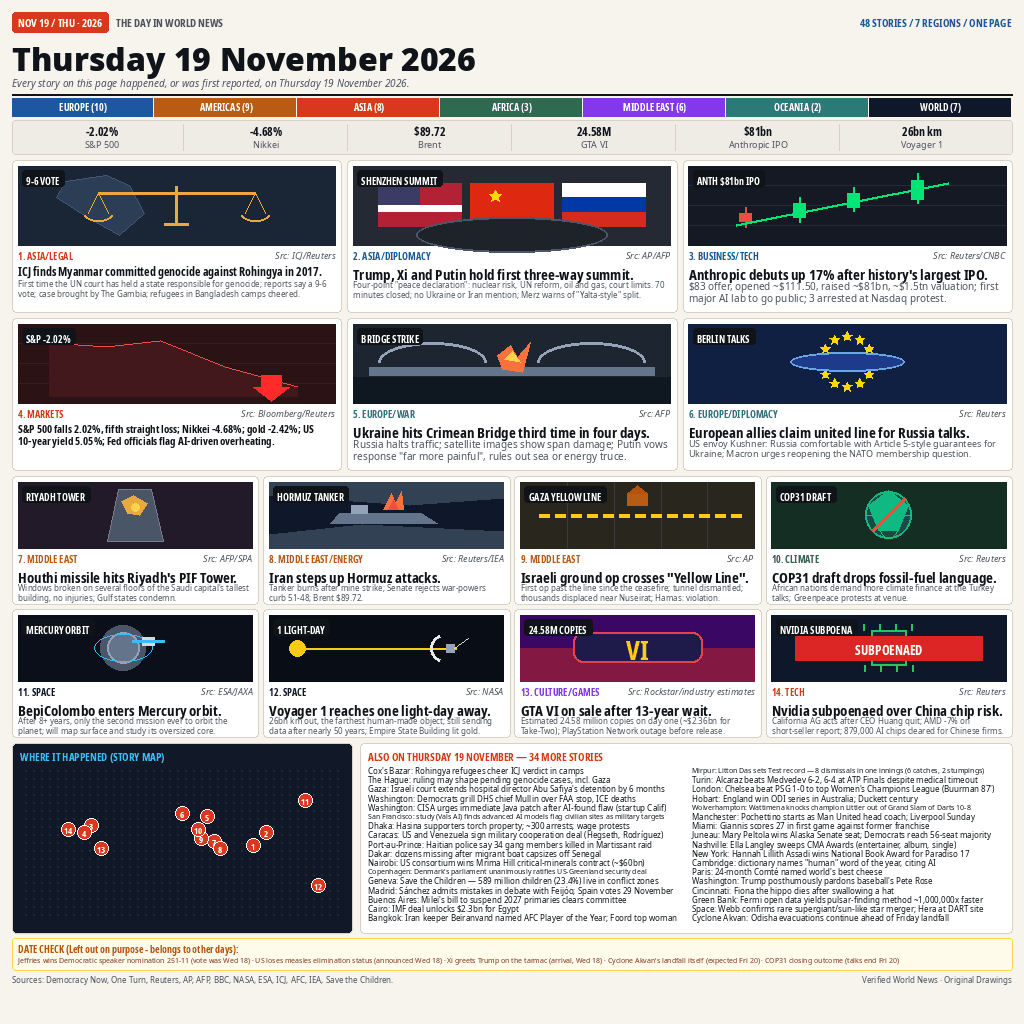 NOV 19 / THU · 2026
THE DAY IN WORLD NEWS
48 STORIES / 7 REGIONS / ONE PAGE
Thursday 19 November 2026
Every story on this page happened, or was first reported, on Thursday 19 November 2026.
EUROPE (10)
AMERICAS (9)
ASIA (8)
AFRICA (3)
MIDDLE EAST (6)
OCEANIA (2)
WORLD (7)
-2.02%
S&P 500
-4.68%
Nikkei
$89.72
Brent
24.58M
GTA VI
$81bn
Anthropic IPO
26bn km
Voyager 1
9-6 VOTE
1. ASIA/LEGAL
Src: ICJ/Reuters
ICJ finds Myanmar committed genocide against Rohingya in 2017.
First time the UN court has held a state responsible for genocide; reports say a 9-6
vote; case brought by The Gambia; refugees in Bangladesh camps cheered.
SHENZHEN SUMMIT
2. ASIA/DIPLOMACY
Src: AP/AFP
Trump, Xi and Putin hold first three-way summit.
Four-point "peace declaration": nuclear risk, UN reform, oil and gas, court limits. 70
minutes closed; no Ukraine or Iran mention; Merz warns of "Yalta-style" split.
ANTH $81bn IPO
3. BUSINESS/TECH
Src: Reuters/CNBC
Anthropic debuts up 17% after history's largest IPO.
$83 offer, opened ~$111.50, raised ~$81bn, ~$1.5tn valuation; first
major AI lab to go public; 3 arrested at Nasdaq protest.
S&P -2.02%
4. MARKETS
Src: Bloomberg/Reuters
S&P 500 falls 2.02%, fifth straight loss; Nikkei -4.68%; gold -2.42%; US
10-year yield 5.05%; Fed officials flag AI-driven overheating.
BRIDGE STRIKE
5. EUROPE/WAR
Src: AFP
Ukraine hits Crimean Bridge third time in four days.
Russia halts traffic; satellite images show span damage; Putin vows
response "far more painful", rules out sea or energy truce.
BERLIN TALKS
6. EUROPE/DIPLOMACY
Src: Reuters
European allies claim united line for Russia talks.
US envoy Kushner: Russia comfortable with Article 5-style guarantees for
Ukraine; Macron urges reopening the NATO membership question.
RIYADH TOWER
7. MIDDLE EAST
Src: AFP/SPA
Houthi missile hits Riyadh's PIF Tower.
Windows broken on several floors of the Saudi capital's tallest
building, no injuries; Gulf states condemn.
HORMUZ TANKER
8. MIDDLE EAST/ENERGY
Src: Reuters/IEA
Iran steps up Hormuz attacks.
Tanker burns after mine strike; Senate rejects war-powers
curb 51-48; Brent $89.72.
GAZA YELLOW LINE
9. MIDDLE EAST
Src: AP
Israeli ground op crosses "Yellow Line".
First op past the line since the ceasefire; tunnel dismantled;
thousands displaced near Nuseirat; Hamas: violation.
COP31 DRAFT
10. CLIMATE
Src: Reuters
COP31 draft drops fossil-fuel language.
African nations demand more climate finance at the Turkey
talks; Greenpeace protests at venue.
MERCURY ORBIT
11. SPACE
Src: ESA/JAXA
BepiColombo enters Mercury orbit.
After 8+ years, only the second mission ever to orbit the
planet; will map surface and study its oversized core.
1 LIGHT-DAY
12. SPACE
Src: NASA
Voyager 1 reaches one light-day away.
26bn km out, the farthest human-made object; still sending
data after nearly 50 years; Empire State Building lit gold.
24.58M COPIES
VI
13. CULTURE/GAMES
Src: Rockstar/industry estimates
GTA VI on sale after 13-year wait.
Estimated 24.58 million copies on day one (~$2.36bn for
Take-Two); PlayStation Network outage before release.
NVIDIA SUBPOENA
SUBPOENAED
14. TECH
Src: Reuters
Nvidia subpoenaed over China chip risk.
California AG acts after CEO Huang quit; AMD -7% on
short-seller report; 879,000 AI chips cleared for Chinese firms.
WHERE IT HAPPENED (STORY MAP)
11
6
5
14
3
4
10
2
9
7
13
8
1
12
ALSO ON THURSDAY 19 NOVEMBER — 34 MORE STORIES
Cox's Bazar: Rohingya refugees cheer ICJ verdict in camps
The Hague: ruling may shape pending genocide cases, incl. Gaza
Gaza: Israeli court extends hospital director Abu Safiya's detention by 6 months
Washington: Democrats grill DHS chief Mullin over FAA stop, ICE deaths
Washington: CISA urges immediate Java patch after AI-found flaw (startup Calif)
San Francisco: study (Vals AI) finds advanced AI models flag civilian sites as military targets
Dhaka: Hasina supporters torch property; ~300 arrests; wage protests
Caracas: US and Venezuela sign military cooperation deal (Hegseth, Rodríguez)
Port-au-Prince: Haitian police say 34 gang members killed in Martissant raid
Dakar: dozens missing after migrant boat capsizes off Senegal
Nairobi: US consortium wins Mrima Hill critical-minerals contract (~$60bn)
Copenhagen: Denmark's parliament unanimously ratifies US-Greenland security deal
Geneva: Save the Children — 589 million children (23.4%) live in conflict zones
Madrid: Sánchez admits mistakes in debate with Feijóo; Spain votes 29 November
Buenos Aires: Milei's bill to suspend 2027 primaries clears committee
Cairo: IMF deal unlocks $2.3bn for Egypt
Bangkok: Iran keeper Beiranvand named AFC Player of the Year; Foord top woman
Mirpur: Litton Das sets Test record — 8 dismissals in one innings (6 catches, 2 stumpings)
Turin: Alcaraz beats Medvedev 6-2, 6-4 at ATP Finals despite medical timeout
London: Chelsea beat PSG 1-0 to top Women's Champions League (Buurman 87')
Hobart: England win ODI series in Australia; Duckett century
Wolverhampton: Wattimena knocks champion Littler out of Grand Slam of Darts 10-8
Manchester: Pochettino starts as Man United head coach; Liverpool Sunday
Miami: Giannis scores 27 in first game against former franchise
Juneau: Mary Peltola wins Alaska Senate seat; Democrats reach 56-seat majority
Nashville: Ella Langley sweeps CMA Awards (entertainer, album, single)
New York: Hannah Lillith Assadi wins National Book Award for Paradiso 17
Cambridge: dictionary names "human" word of the year, citing AI
Paris: 24-month Comté named world's best cheese
Washington: Trump posthumously pardons baseball's Pete Rose
Cincinnati: Fiona the hippo dies after swallowing a hat
Green Bank: Fermi open data yields pulsar-finding method ~1,000,000x faster
Space: Webb confirms rare supergiant/sun-like star merger; Hera at DART site
Cyclone Akvan: Odisha evacuations continue ahead of Friday landfall
DATE CHECK (Left out on purpose - belongs to other days):
Jeffries wins Democratic speaker nomination 251-11 (vote was Wed 18) · US loses measles elimination status (announced Wed 18) · Xi greets Trump on the tarmac (arrival, Wed 18) · Cyclone Akvan's landfall itself (expected Fri 20) · COP31 closing outcome (talks end Fri 20)
Sources: Democracy Now, One Turn, Reuters, AP, AFP, BBC, NASA, ESA, ICJ, AFC, IEA, Save the Children.
Verified World News · Original Drawings